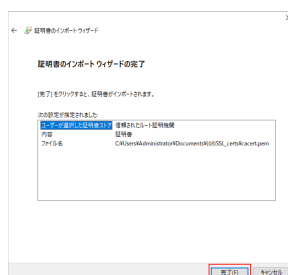 証明書のインポート ウィザード
証明書のインポート ウィザードの完了
[完了] をクリックすると、証明書がインポートされます。
次の設定が指定されました:
ユーザーが選択した証明書ストア 信頼されたルート証明機関
内容 証明書
ファイル名 C:¥Users¥Administrator¥Documents¥
完了(F) キャンセル